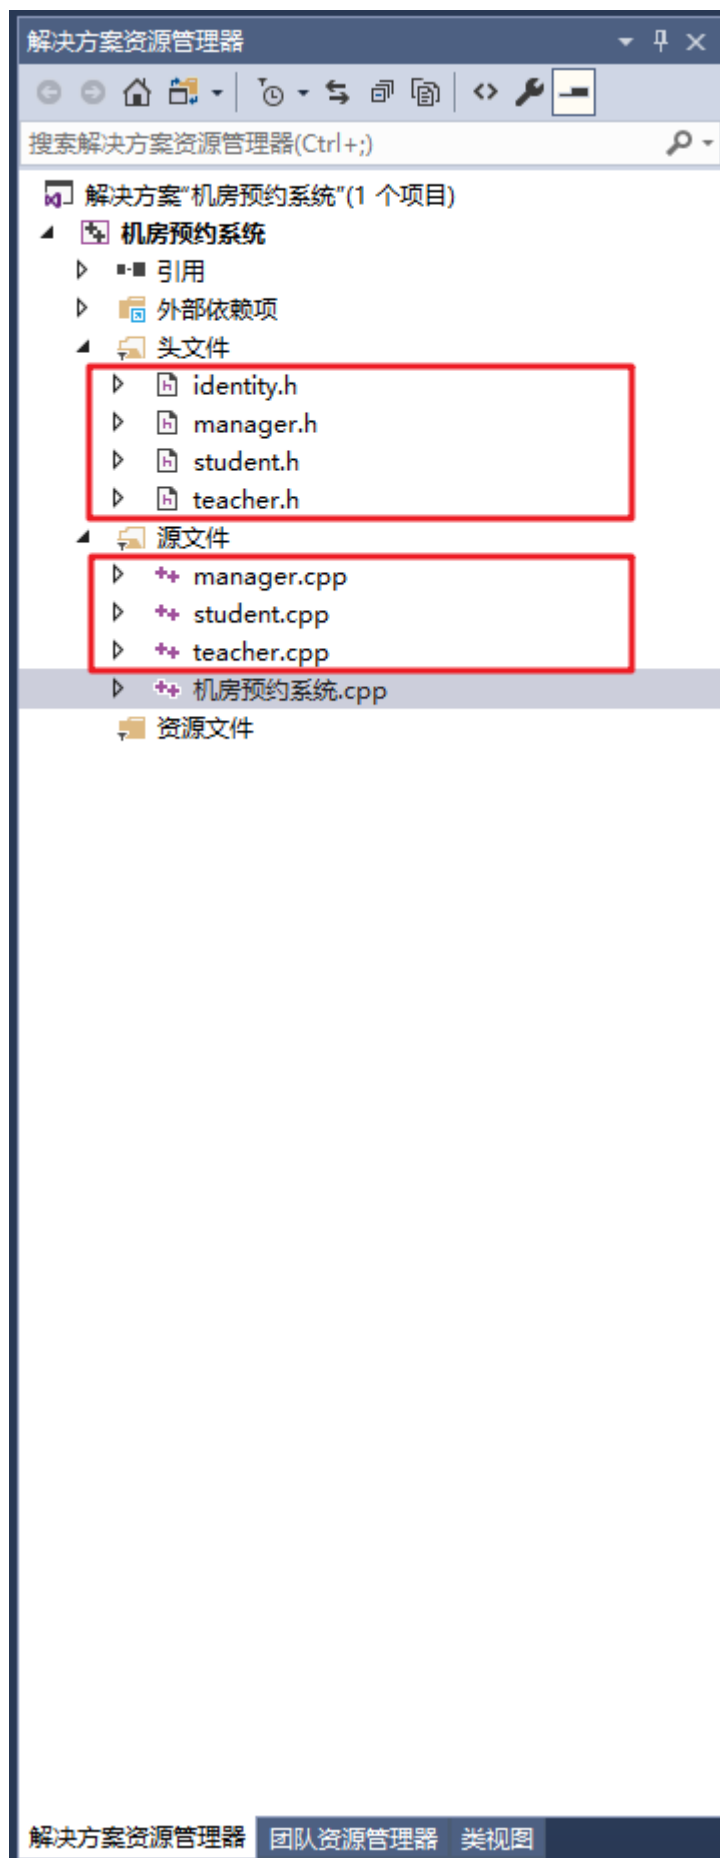 解决方案资源管理器
搜索解决方案资源管理器(Ctrl+;)
解决方案"机房预约系统"(1 个项目)
机房预约系统
引用
外部依赖项
头文件
identity.h
manager.h
student.h
teacher.h
源文件
manager.cpp
student.cpp
teacher.cpp
机房预约系统.cpp
资源文件
解决方案资源管理器 团队资源管理器 类视图